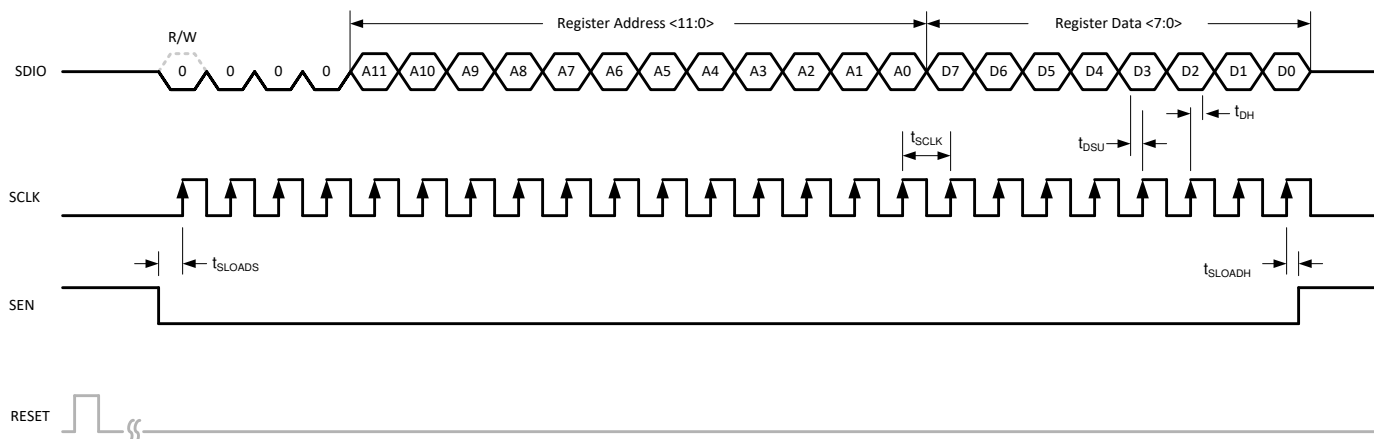 Register Address <11:0> Register Data <7:0>
R/W
SDIO 0 0 0 0 A11 A10 A9 A8 A7 A6 A5 A4 A3 A2 A1 A0 D7 D6 D5 D4 D3 D2 D1 D0
tDH
tSCLK tDSU
SCLK
tSLOADS tSLOADH
SEN
RESET